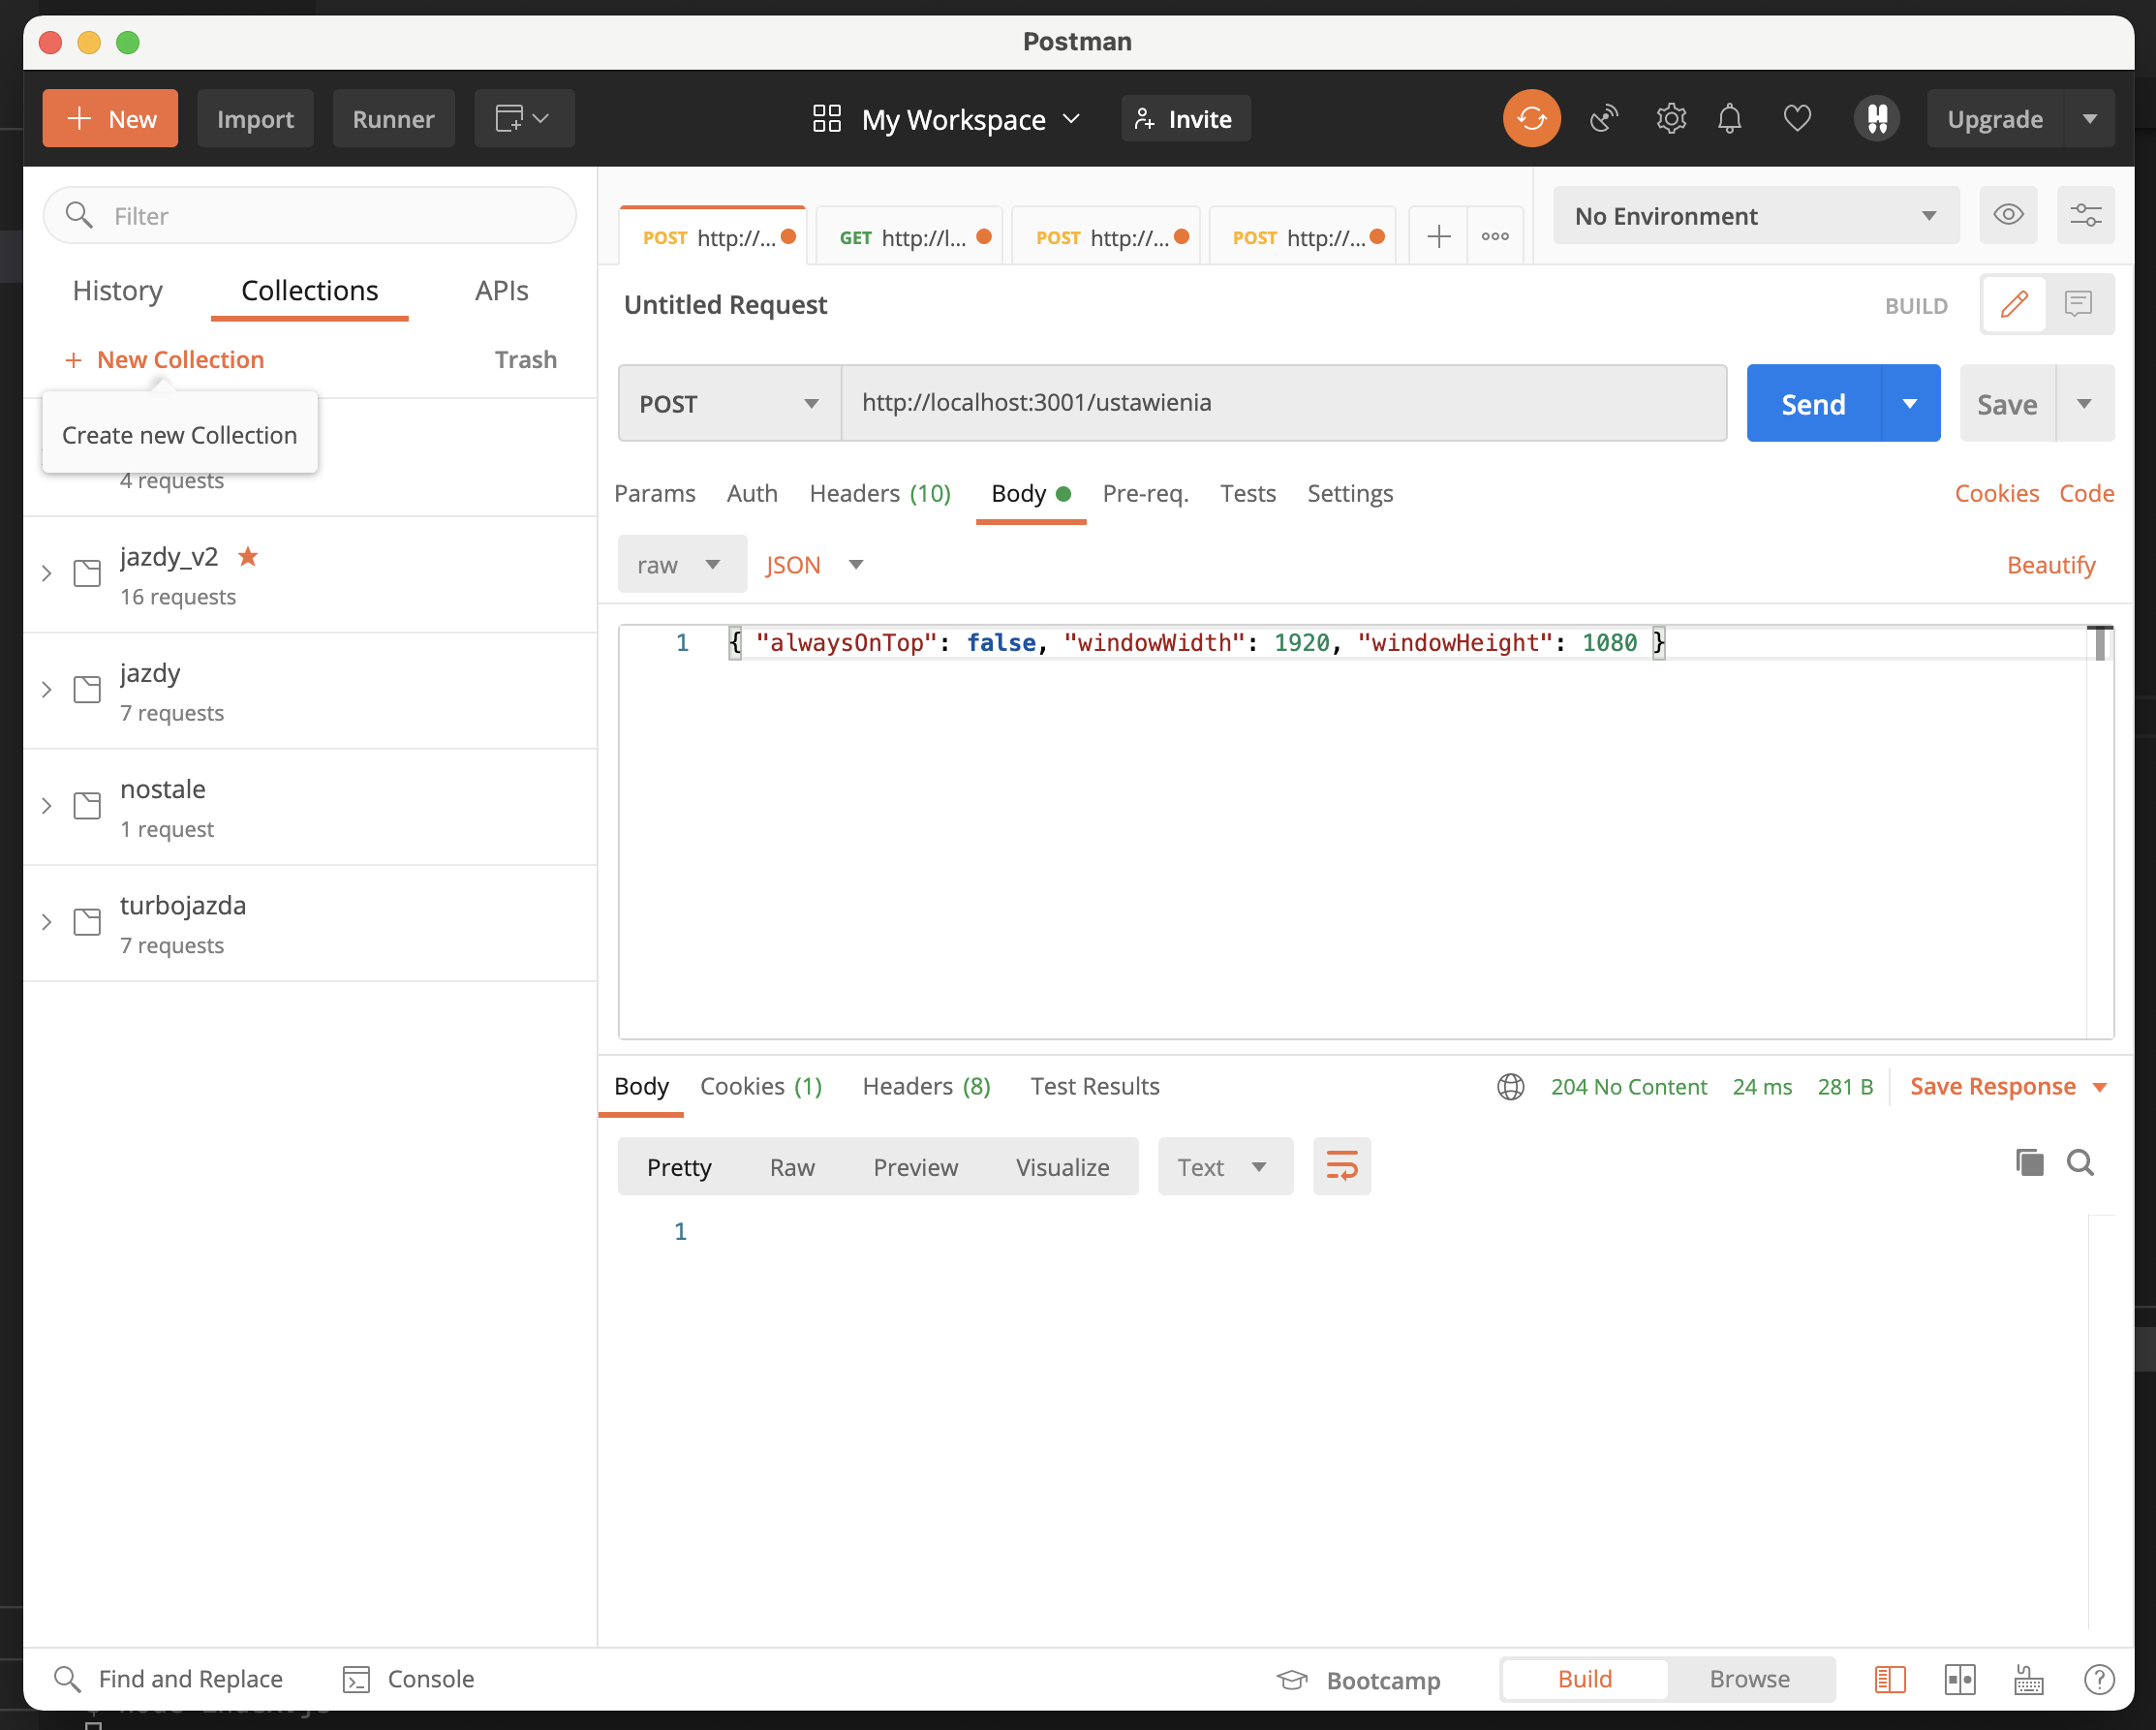 Postman
New
Import
Runner
My Workspace
Invite
Upgrade
Filter
History
Collections
APIs
+ New Collection
Trash
Create new Collection
4 requests
jazdy_v2
16 requests
jazdy
7 requests
nostale
1 request
turbojazda
7 requests
POST http://...
GET http://l...
POST http://...
POST http://...
No Environment
Untitled Request
BUILD
POST
http://localhost:3001/ustawienia
Send
Save
Params
Auth
Headers (10)
Body
Pre-req.
Tests
Settings
Cookies
Code
raw
JSON
Beautify
1 { "alwaysOnTop": false, "windowWidth": 1920, "windowHeight": 1080 }
Body
Cookies (1)
Headers (8)
Test Results
204 No Content
24 ms
281 B
Save Response
Pretty
Raw
Preview
Visualize
Text
1
Find and Replace
Console
Bootcamp
Build
Browse